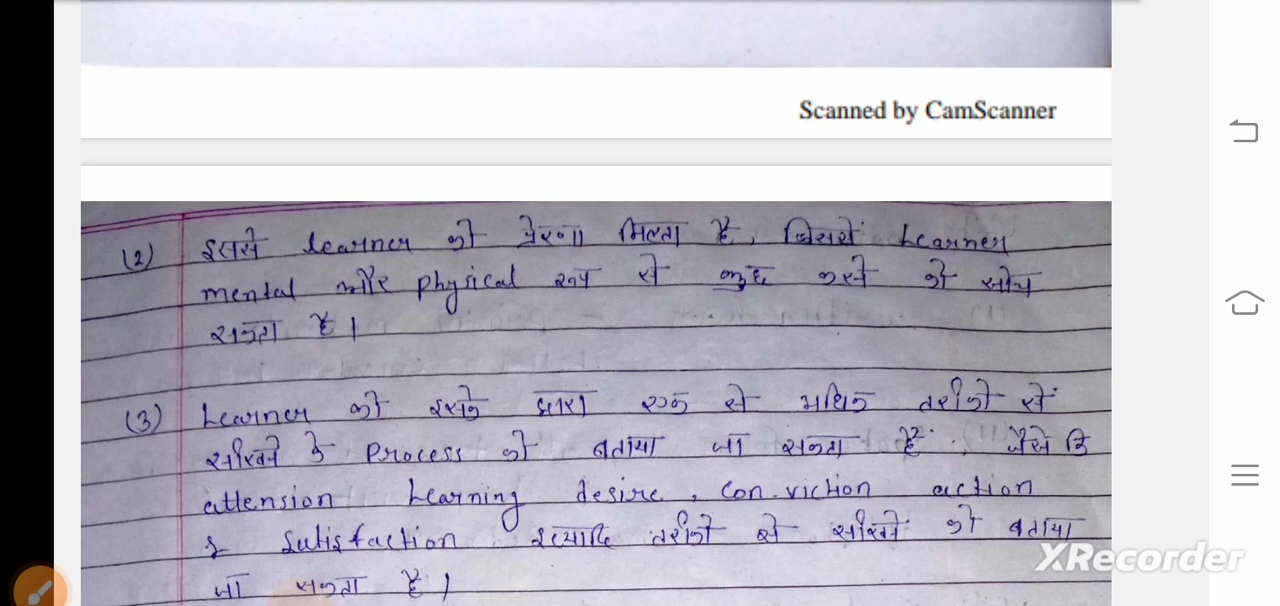 Scanned by CamScanner
(2) इससे learner को प्रेरणा मिलता है, जिससे Learner
mental और physical रूप से कुछ करने को सोच
सकता है।
(3) Learner को इसके द्वारा एक से अधिक तरीको से
सीखने के Process को बताया जा सकता है. जैसे कि
attension Learning desire, con-viction action
& Satisfaction इत्यादि तरीको से सीखने को बताया
जा सकता है।
XRecorder